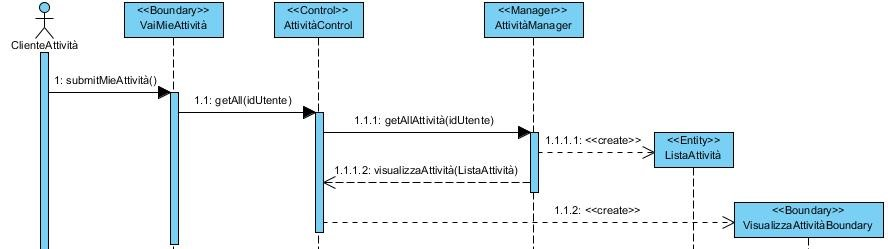 <<Boundary>>
VaiMieAttività
<<Control>>
AttivitàControl
<<Manager>>
AttivitàManager
ClienteAttività
1: submitMieAttività()
1.1: getAll(idUtente)
1.1.1: getAllAttività(idUtente)
1.1.1.1: <<create>>
<<Entity>>
ListaAttività
1.1.1.2: visualizzaAttività(ListaAttività)
1.1.2: <<create>>
<<Boundary>>
VisualizzaAttivitàBoundary